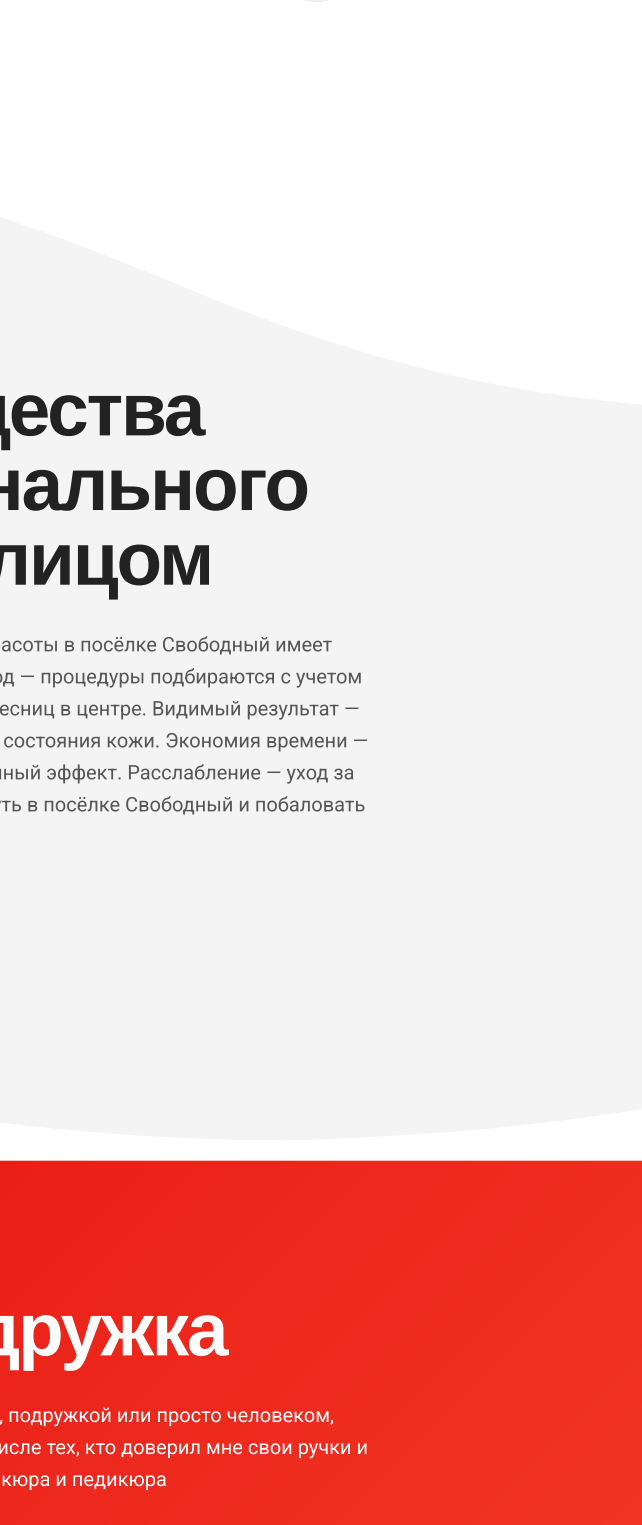 щества
нального
лицом
асоты в посёлке Свободный имеет
од — процедуры подбираются с учетом
есниц в центре. Видимый результат —
состояния кожи. Экономия времени —
ный эффект. Расслабление — уход за
ть в посёлке Свободный и побаловать
дружка
, подружкой или просто человеком,
исле тех, кто доверил мне свои ручки и
кюра и педикюра